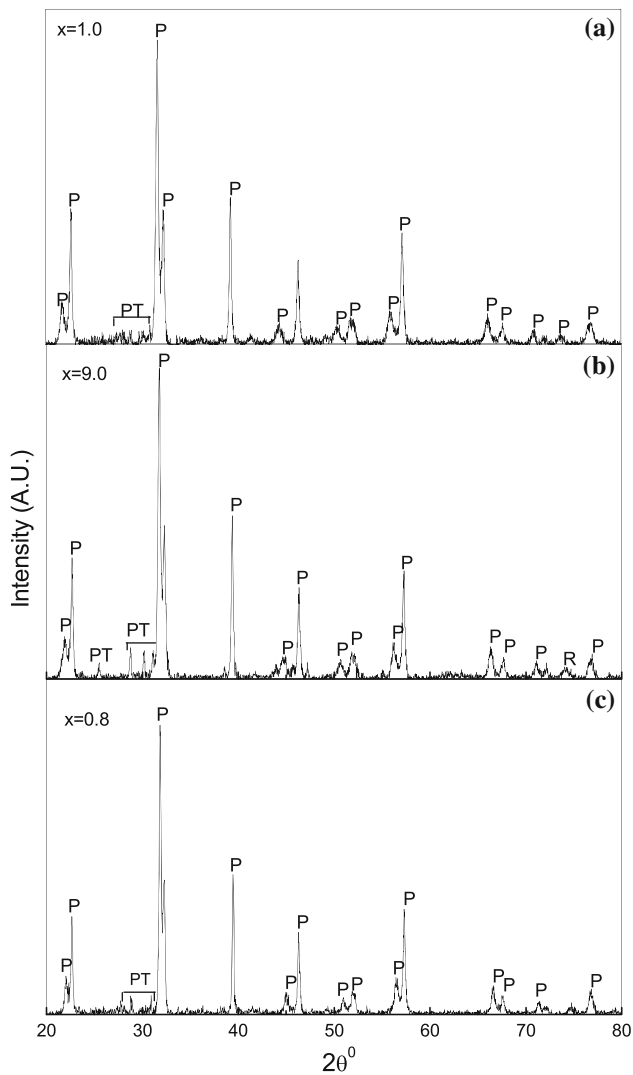 (a)
x=1.0
P
P P
P
P
P PT
P
P P P
P P P P P
(b)
x=9.0
P
P
P
P P
P
PT PT
P P P P
P P P R P
(c)
x=0.8
P
P
P
P P
P
PT
P P P P
P P P P
Intensity (A.U.)
20 30 40 50 60 70 80
2θ⁰